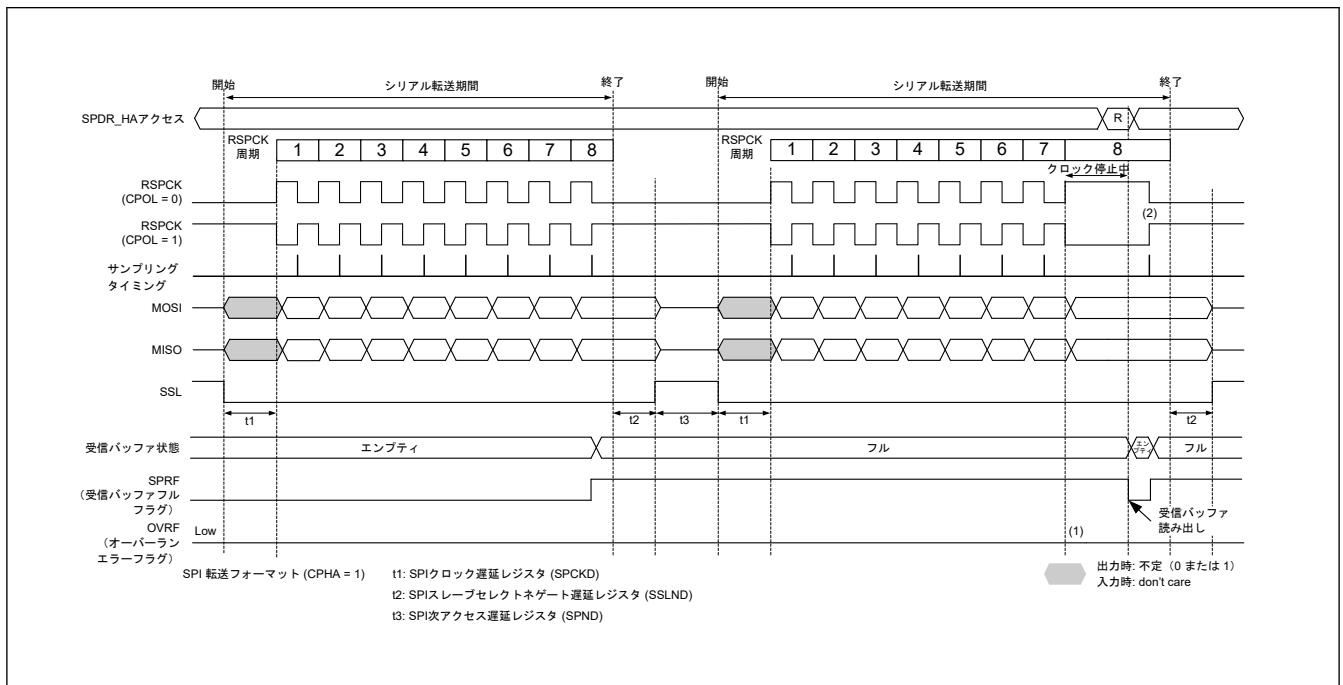 開始
シリアル転送期間
終了
開始
シリアル転送期間
終了
SPDR_HAアクセス
R
RSPCK
周期
1 2 3 4 5 6 7 8
RSPCK
周期
1 2 3 4 5 6 7 8
クロック停止中
RSPCK
(CPOL = 0)
(2)
RSPCK
(CPOL = 1)
サンプリング
タイミング
MOSI
MISO
SSL
t1
t2
t3
t1
t2
受信バッファ状態
エンプティ
フル
エン
プティ
フル
SPRF
（受信バッファフル
フラグ）
受信バッファ
読み出し
OVRF
（オーバーラン
エラーフラグ）
Low
(1)
SPI 転送フォーマット (CPHA = 1)
t1: SPIクロック遅延レジスタ (SPCKD)
t2: SPIスレーブセレクトネゲート遅延レジスタ (SSLND)
t3: SPI次アクセス遅延レジスタ (SPND)
出力時: 不定（0 または 1）
入力時: don't care